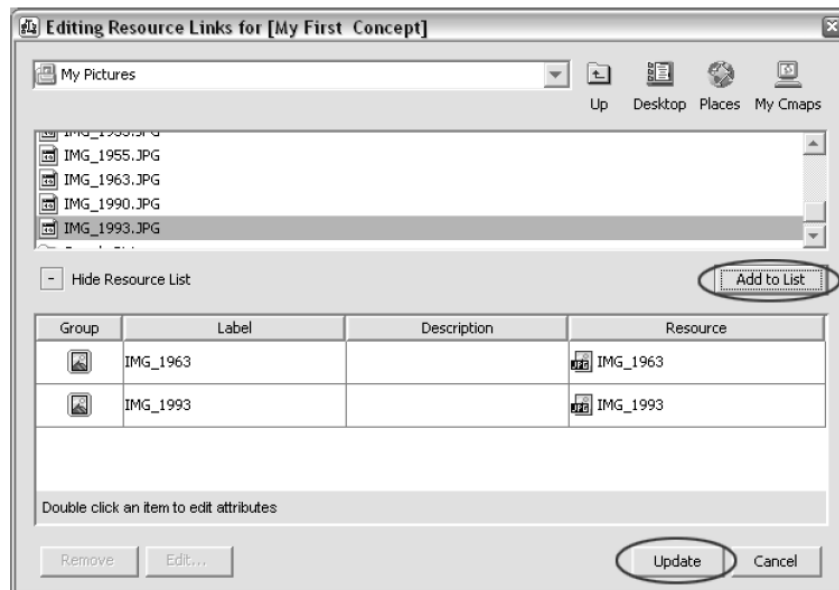 Editing Resource Links for [My First Concept]
My Pictures
Up Desktop Places My Cmaps
IMG_1955.JPG
IMG_1963.JPG
IMG_1990.JPG
IMG_1993.JPG
- Hide Resource List
Add to List
Group Label Description Resource
IMG_1963 JPG IMG_1963
IMG_1993 JPG IMG_1993
Double click an item to edit attributes
Remove Edit... Update Cancel